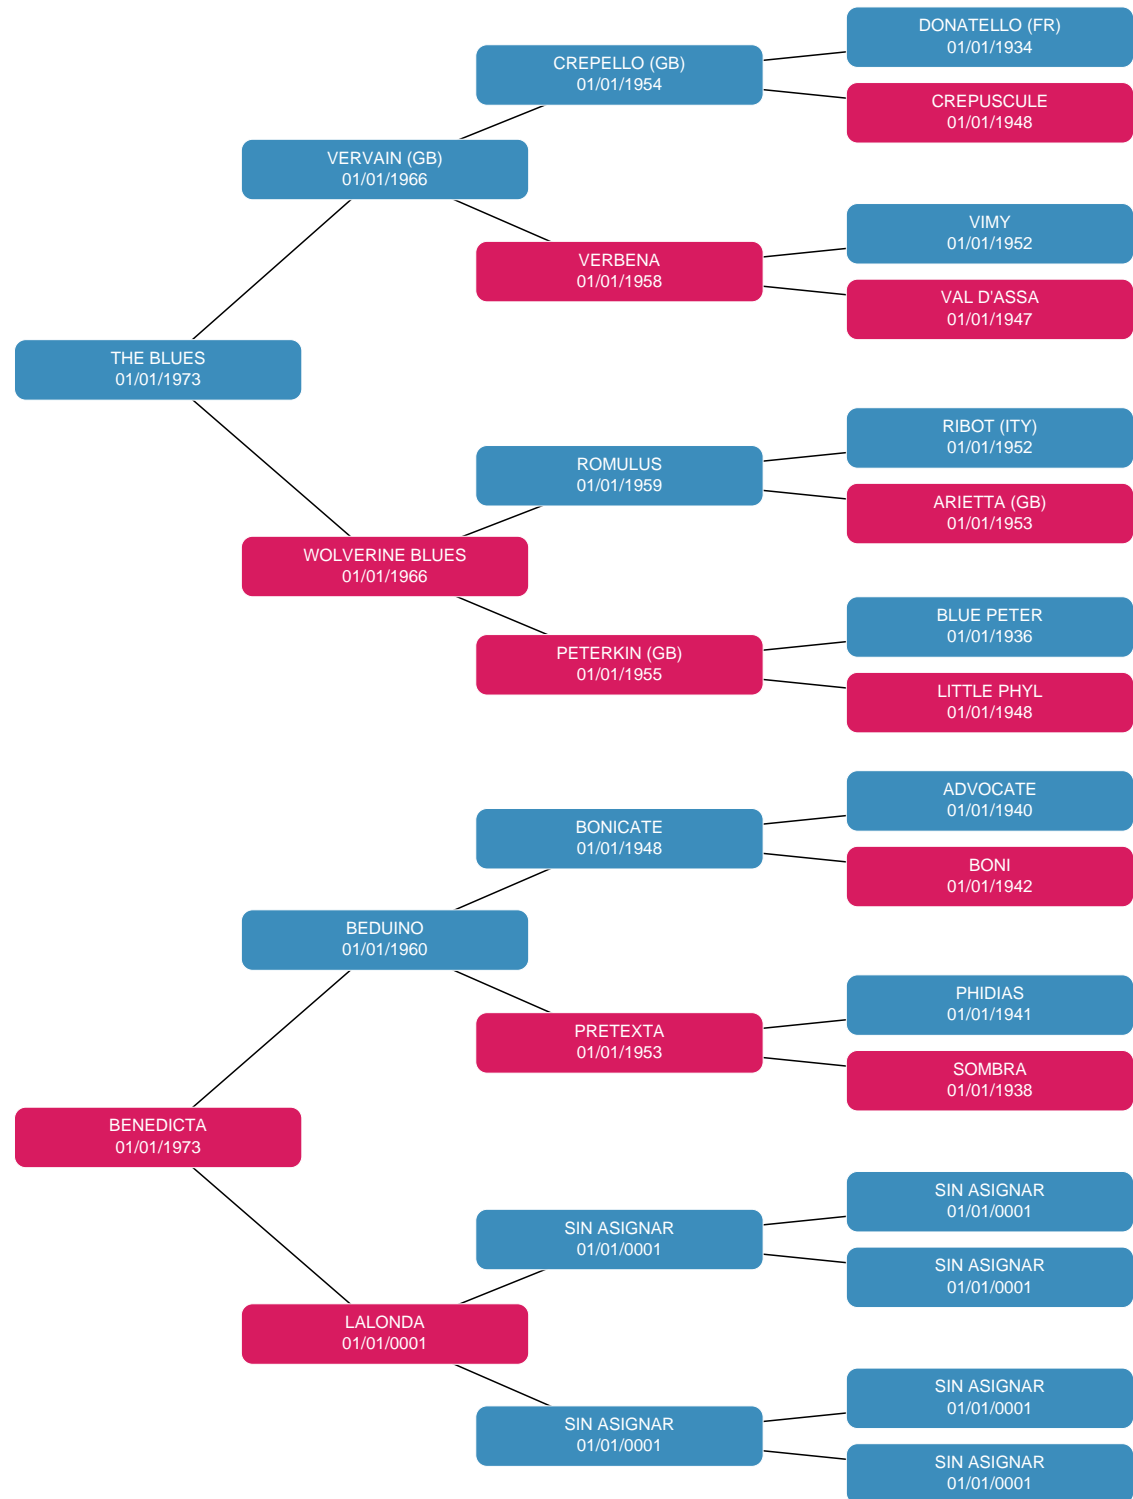 DONATELLO (FR)
01/01/1934
CREPELLO (GB)
01/01/1954
CREPUSCULE
01/01/1948
VERVAIN (GB)
01/01/1966
VIMY
01/01/1952
VERBENA
01/01/1958
VAL D'ASSA
01/01/1947
THE BLUES
01/01/1973
RIBOT (ITY)
01/01/1952
ROMULUS
01/01/1959
ARIETTA (GB)
01/01/1953
WOLVERINE BLUES
01/01/1966
BLUE PETER
01/01/1936
PETERKIN (GB)
01/01/1955
LITTLE PHYL
01/01/1948
ADVOCATE
01/01/1940
BONICATE
01/01/1948
BONI
01/01/1942
BEDUINO
01/01/1960
PHIDIAS
01/01/1941
PRETEXTA
01/01/1953
SOMBRA
01/01/1938
BENEDICTA
01/01/1973
SIN ASIGNAR
01/01/0001
SIN ASIGNAR
01/01/0001
SIN ASIGNAR
01/01/0001
LALONDA
01/01/0001
SIN ASIGNAR
01/01/0001
SIN ASIGNAR
01/01/0001
SIN ASIGNAR
01/01/0001